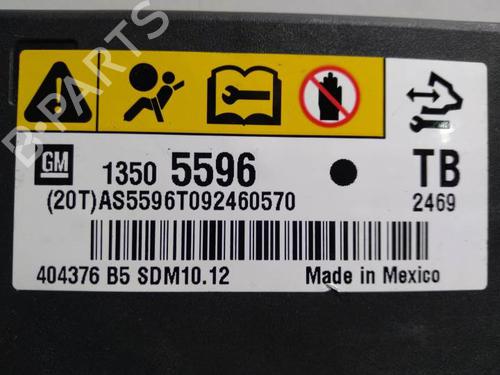 B-PARTS
GM 1350 5596 TB
(20T)AS5596T092460570 2469
404376 B5 SDM10.12 Made in Mexico